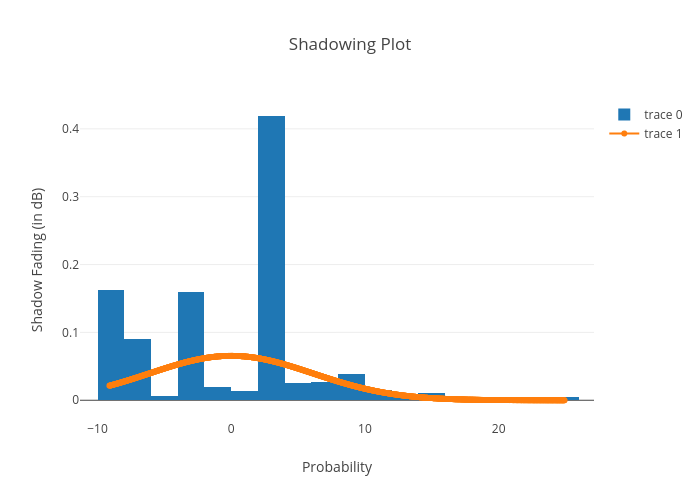 Shadowing Plot
trace 0
trace 1
Shadow Fading (in dB)
0.4
0.3
0.2
0.1
0
−10
0
10
20
Probability